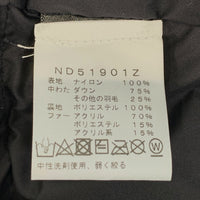 ND51901Z
表地 ナイロン 100%
中わた ダウン 75%
その他の羽毛 25%
裏地 ポリエステル 100%
ファー アクリル 70%
ポリエステル 15%
アクリル系 15%
中性洗剤使用、弱く絞る